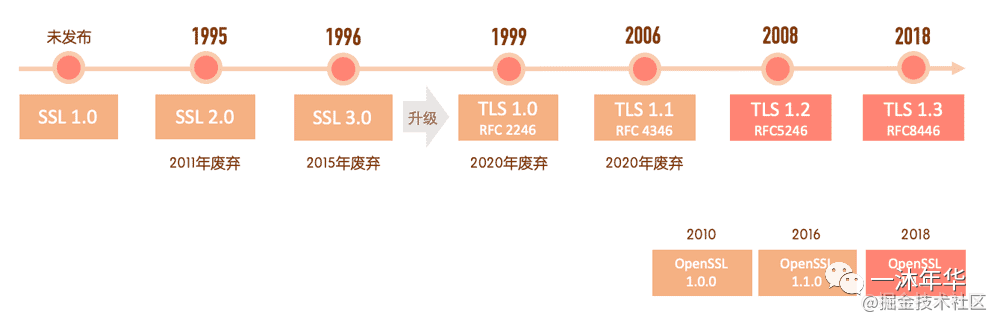 未发布
1995
1996
1999
2006
2008
2018
SSL 1.0
SSL 2.0
SSL 3.0
升级
TLS 1.0
RFC 2246
TLS 1.1
RFC 4346
TLS 1.2
RFC5246
TLS 1.3
RFC8446
2011年废弃
2015年废弃
2020年废弃
2020年废弃
2010
2016
2018
OpenSSL
1.0.0
OpenSSL
1.1.0
OpenSSL
一沐年华
@掘金技术社区